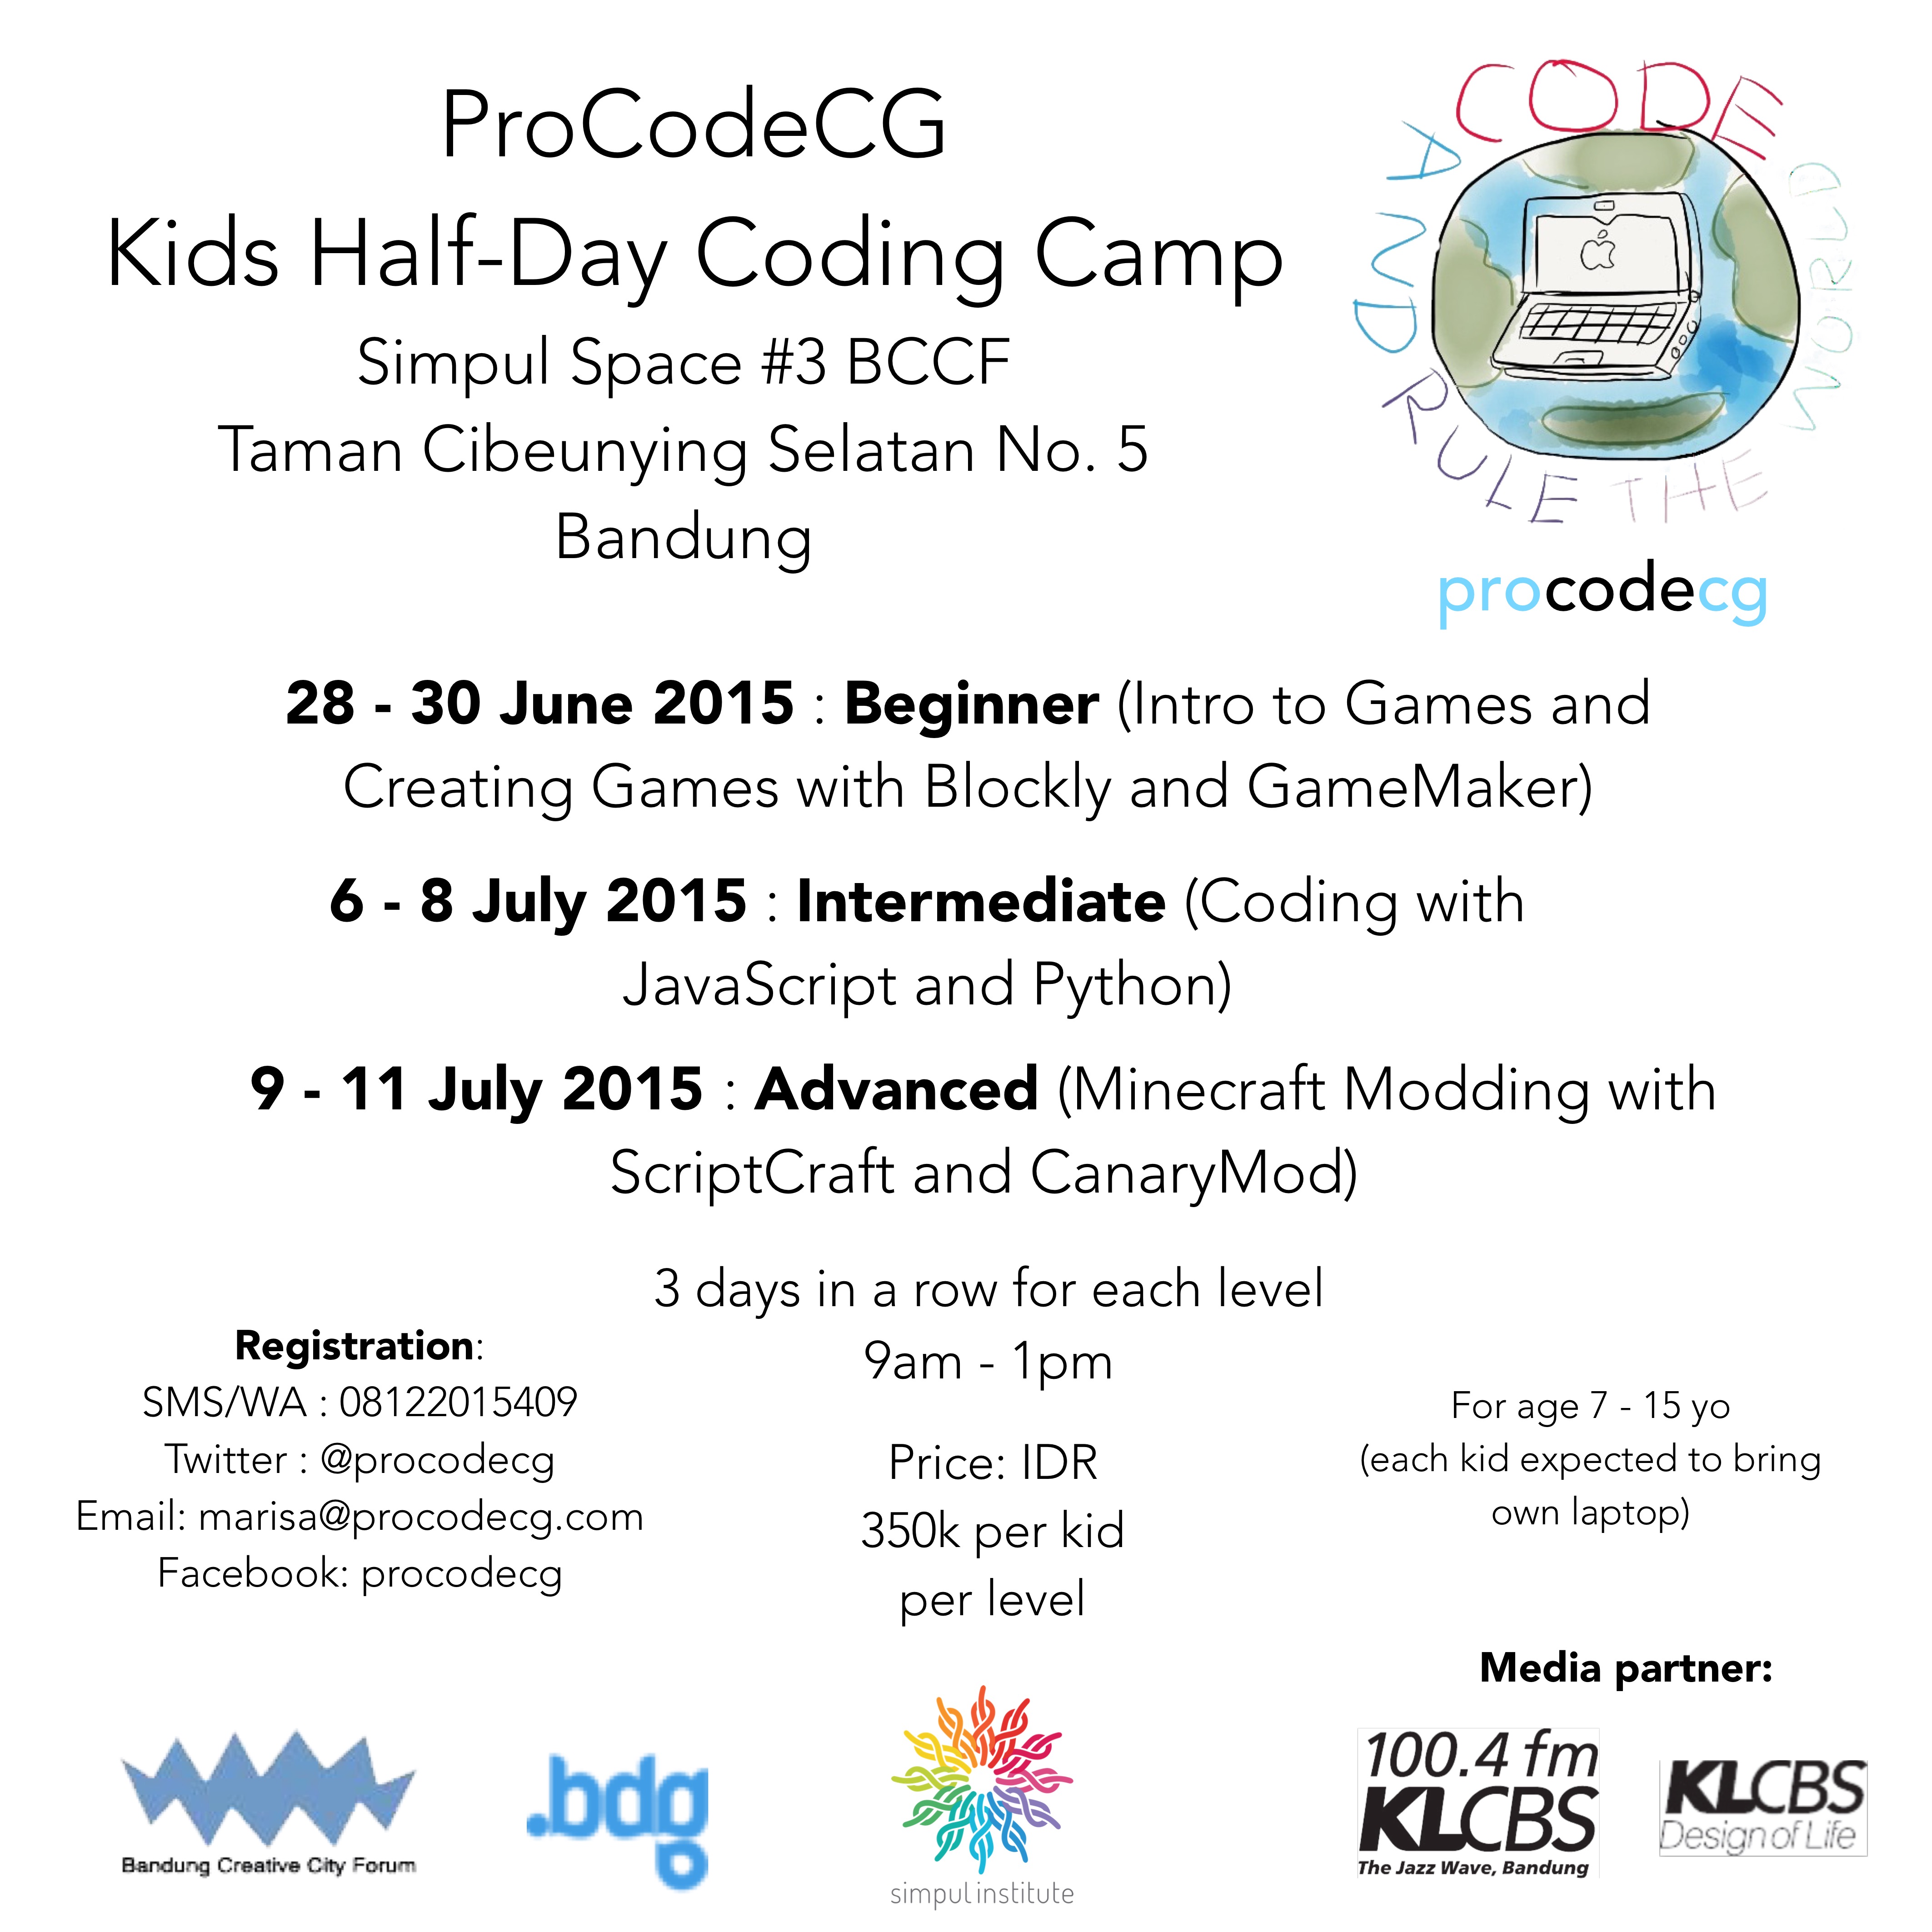 ProCodeCG
Kids Half-Day Coding Camp
Simpul Space #3 BCCF
Taman Cibeunying Selatan No. 5
Bandung
CODE
AND
RULE THE
WORLD
procodecg
28 - 30 June 2015 : Beginner (Intro to Games and
Creating Games with Blockly and GameMaker)
6 - 8 July 2015 : Intermediate (Coding with
JavaScript and Python)
9 - 11 July 2015 : Advanced (Minecraft Modding with
ScriptCraft and CanaryMod)
3 days in a row for each level
9am - 1pm
Price: IDR
350k per kid
per level
Registration:
SMS/WA : 08122015409
Twitter : @procodecg
Email: marisa@procodecg.com
Facebook: procodecg
For age 7 - 15 yo
(each kid expected to bring
own laptop)
Media partner:
Bandung Creative City Forum
.bdg
simpul institute
100.4 fm
KLCBS
The Jazz Wave, Bandung
KLCBS
Design of Life